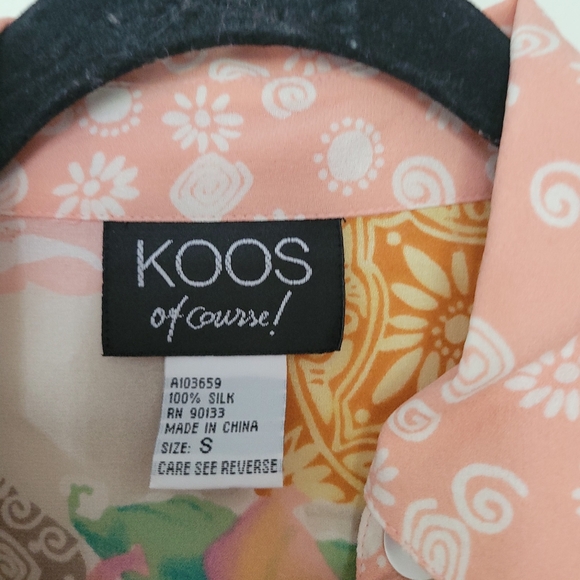 KOOS
of course!
A103659
100% SILK
RN 90133
MADE IN CHINA
SIZE: S
CARE SEE REVERSE